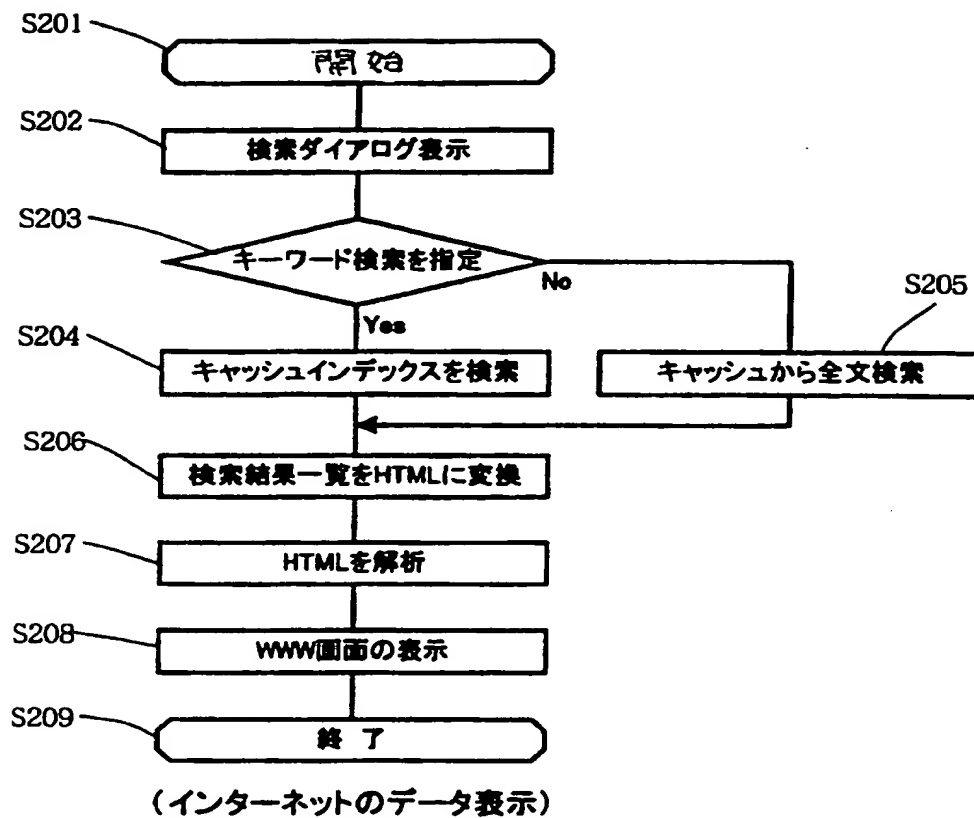 S201
開始
S202
検索ダイアログ表示
S203
キーワード検索を指定
No
Yes
S204
キャッシュインデックスを検索
S205
キャッシュから全文検索
S206
検索結果一覧をHTMLに変換
S207
HTMLを解析
S208
WWW画面の表示
S209
終了
(インターネットのデータ表示)